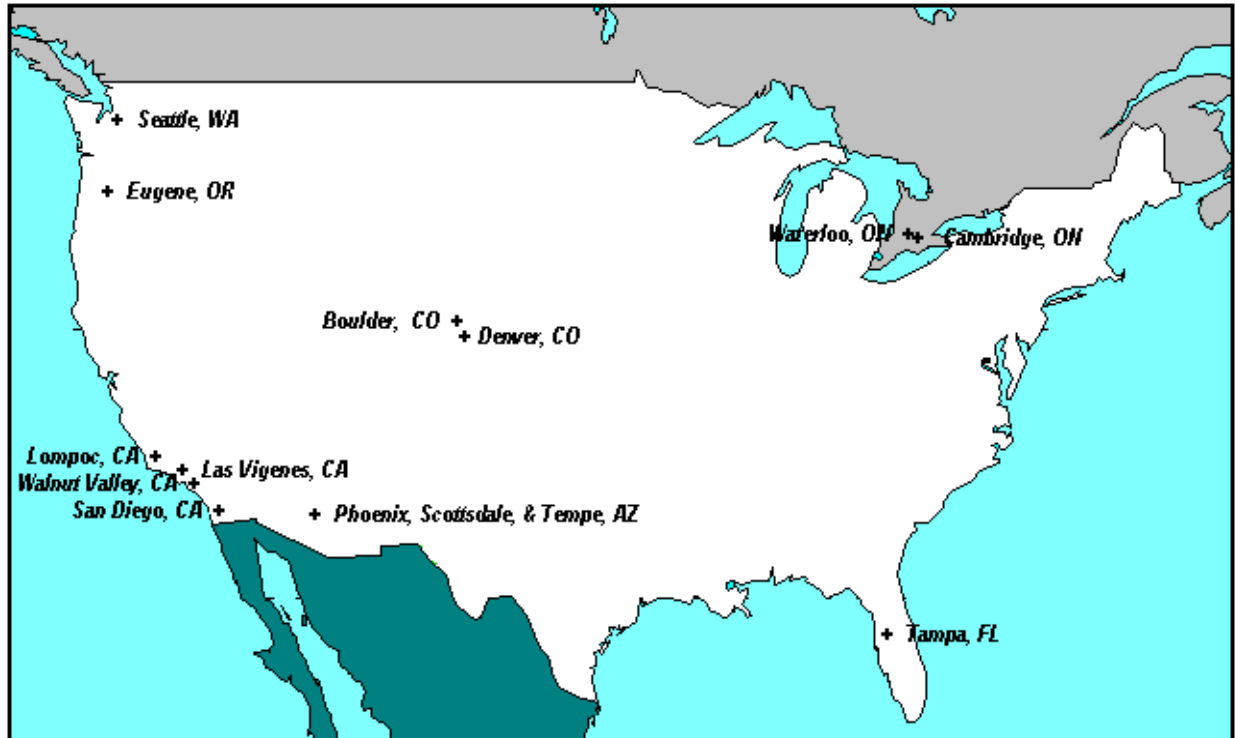 Seattle, WA
Eugene, OR
Waterloo, ON
Cambridge, ON
Boulder, CO
Denver, CO
Lompoc, CA
Las Vigenes, CA
Walnut Valley, CA
San Diego, CA
Phoenix, Scottsdale, & Tempe, AZ
Tampa, FL